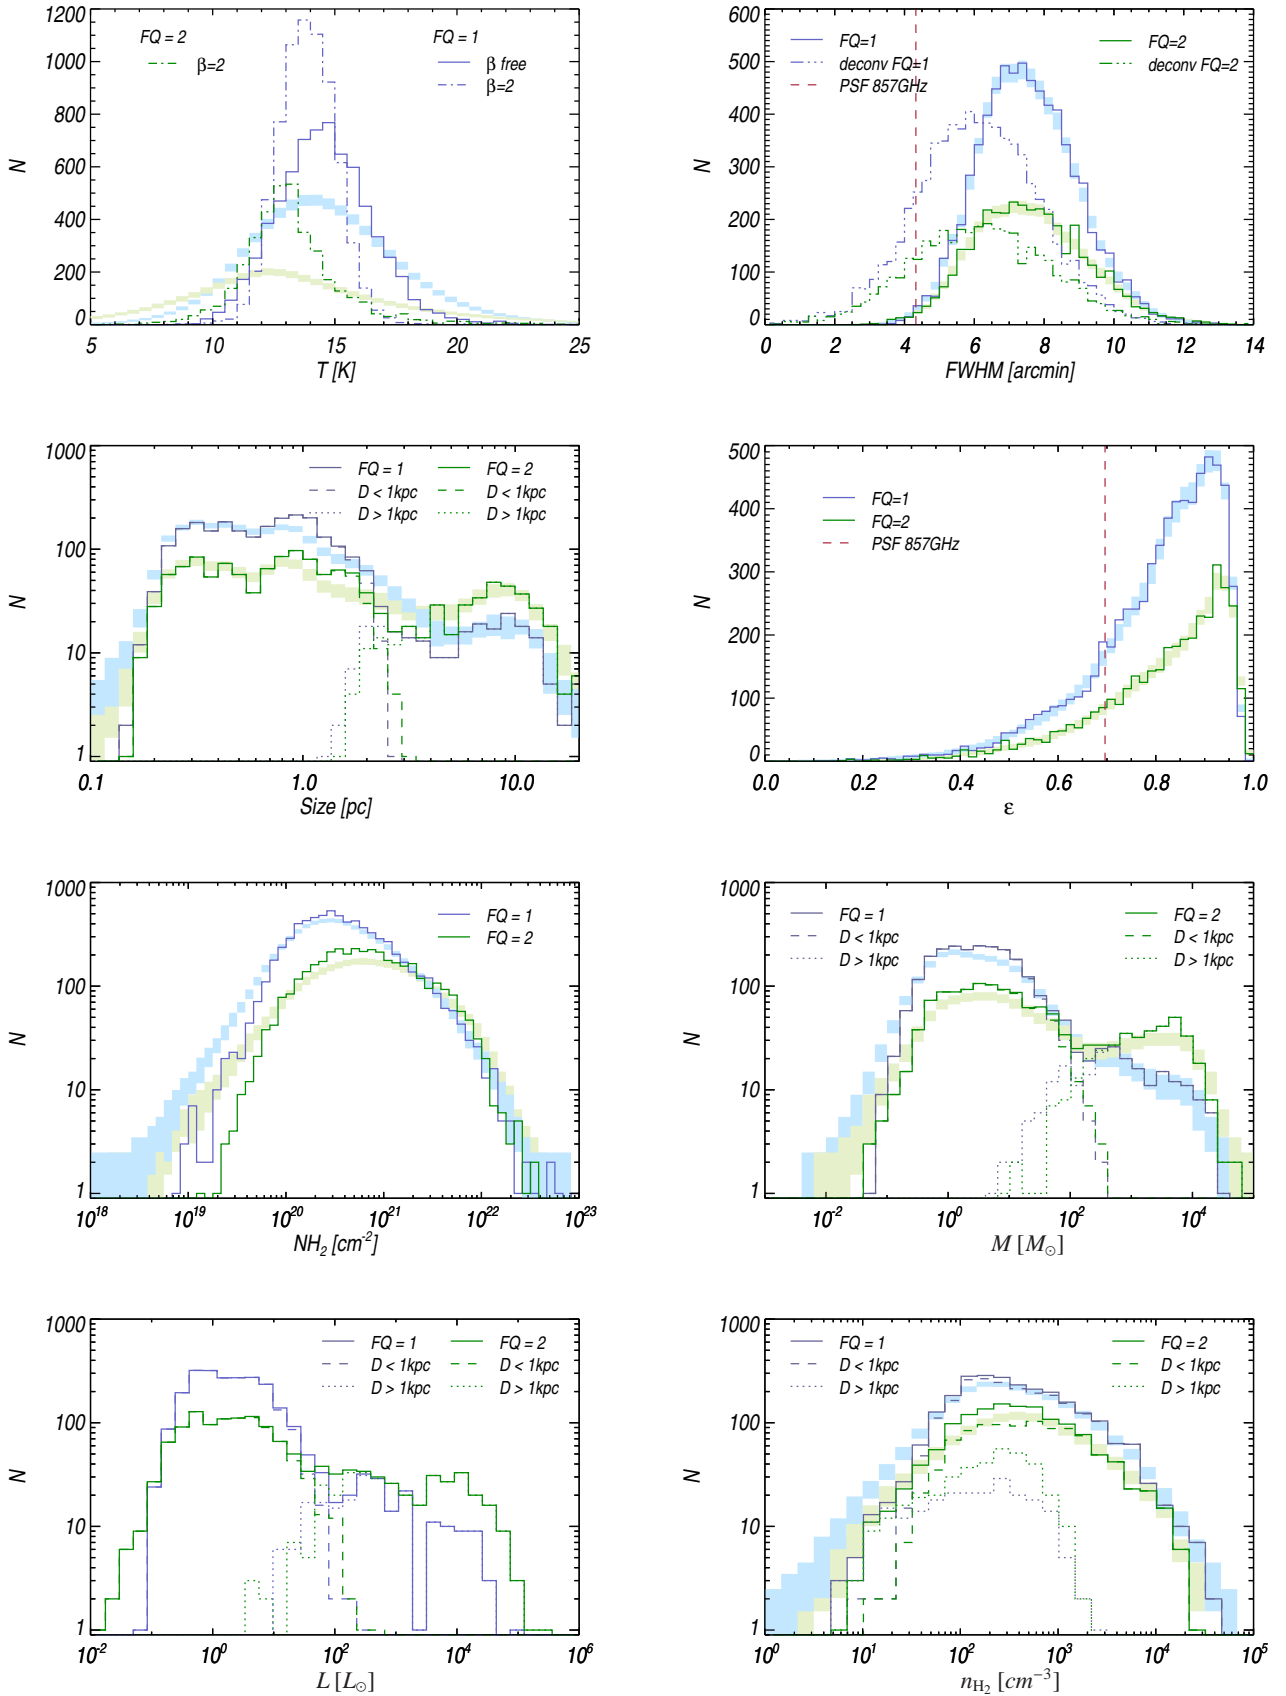 FQ = 2
β=2
FQ = 1
β free
β=2
1200
1000
800
600
400
200
0
N
5
10
15
20
25
T [K]
FQ=1
deconv FQ=1
PSF 857GHz
FQ=2
deconv FQ=2
600
500
400
300
200
100
0
N
0
2
4
6
8
10
12
14
FWHM [arcmin]
FQ = 1
D < 1kpc
D > 1kpc
FQ = 2
D < 1kpc
D > 1kpc
1000
100
10
1
N
0.1
1.0
10.0
Size [pc]
FQ=1
FQ=2
PSF 857GHz
500
400
300
200
100
0
N
0.0
0.2
0.4
0.6
0.8
1.0
ε
FQ = 1
FQ = 2
1000
100
10
1
N
10^18
10^19
10^20
10^21
10^22
10^23
NH₂ [cm⁻²]
FQ = 1
D < 1kpc
D > 1kpc
FQ = 2
D < 1kpc
D > 1kpc
1000
100
10
1
N
10^-2
10^0
10^2
10^4
M [M⊙]
FQ = 1
D < 1kpc
D > 1kpc
FQ = 2
D < 1kpc
D > 1kpc
1000
100
10
1
N
10^-2
10^0
10^2
10^4
10^6
L [L⊙]
FQ = 1
D < 1kpc
D > 1kpc
FQ = 2
D < 1kpc
D > 1kpc
1000
100
10
1
N
10^0
10^1
10^2
10^3
10^4
10^5
n_H₂ [cm⁻³]